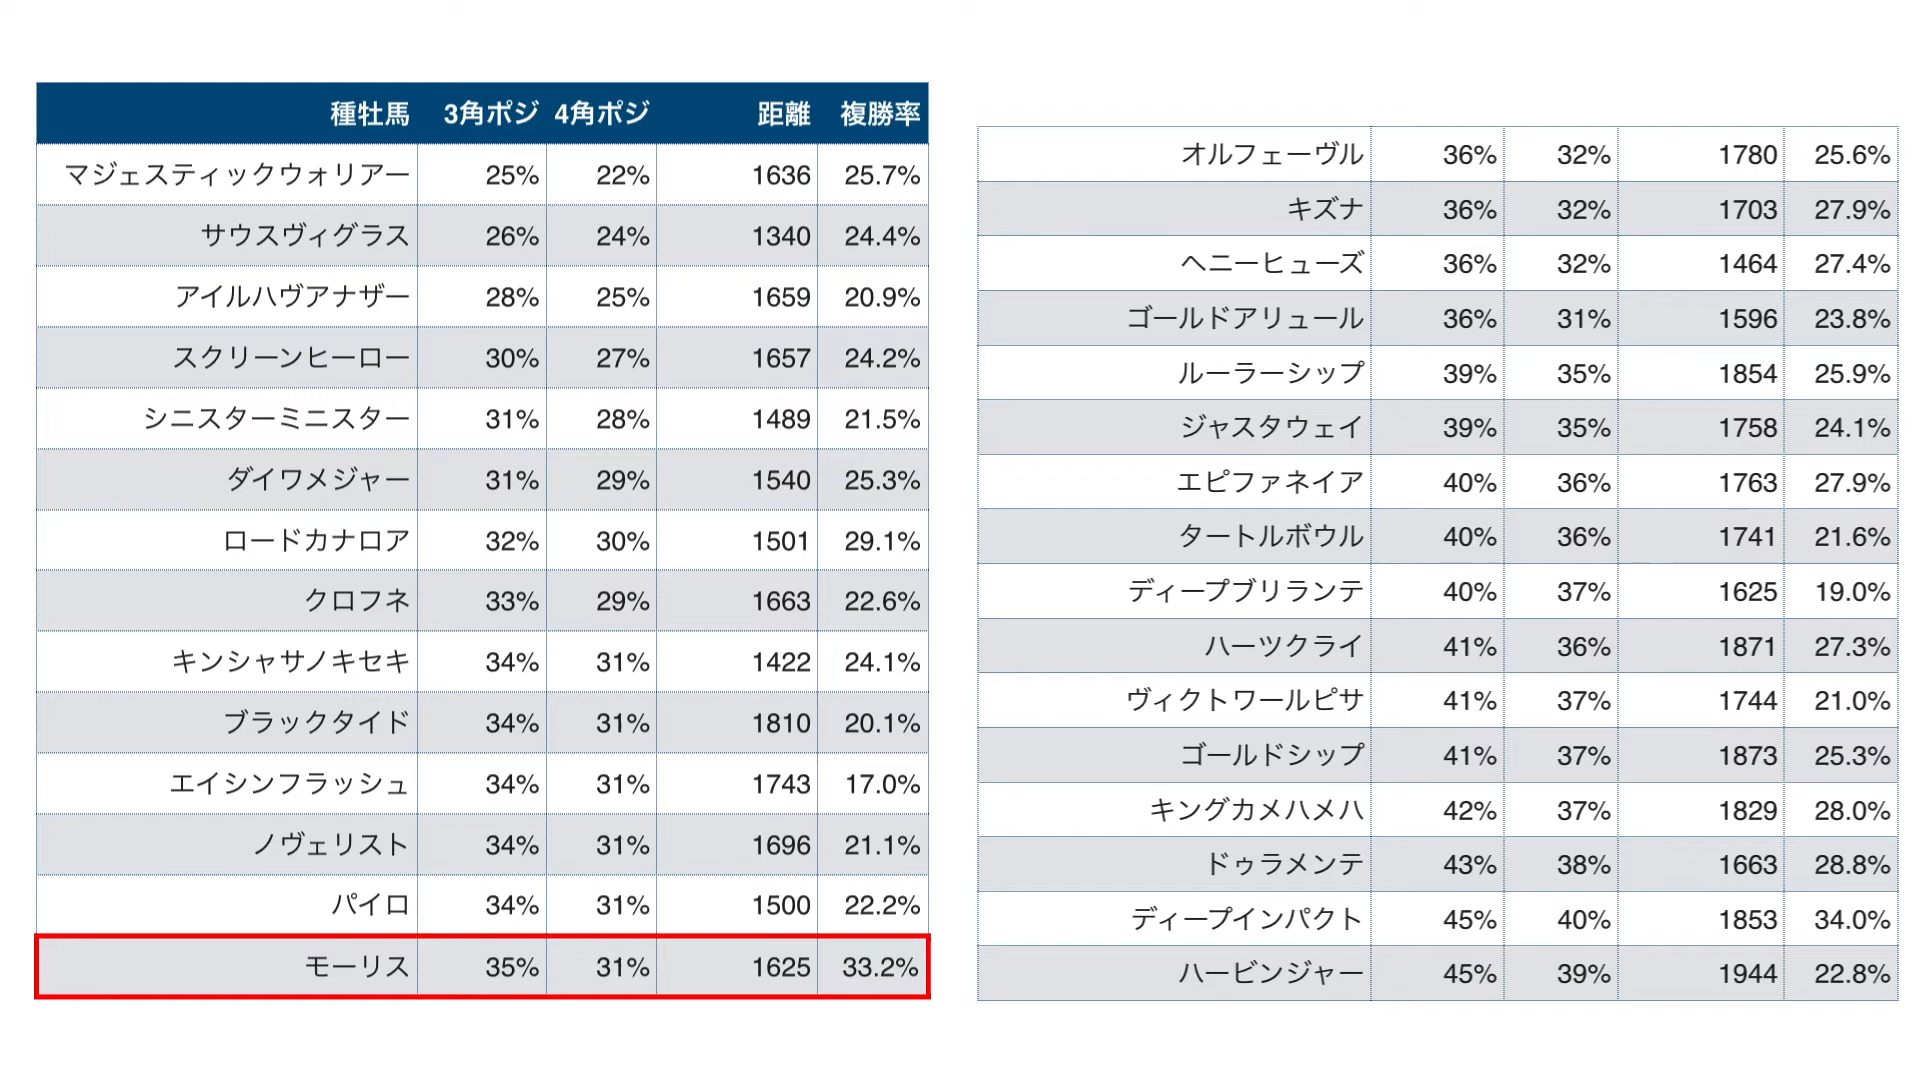 種牡馬 3角ポジ 4角ポジ 距離 複勝率
マジェスティックウォリアー 25% 22% 1636 25.7%
サウスヴィグラス 26% 24% 1340 24.4%
アイルハヴアナザー 28% 25% 1659 20.9%
スクリーンヒーロー 30% 27% 1657 24.2%
シニスターミニスター 31% 28% 1489 21.5%
ダイワメジャー 31% 29% 1540 25.3%
ロードカナロア 32% 30% 1501 29.1%
クロフネ 33% 29% 1663 22.6%
キンシャサノキセキ 34% 31% 1422 24.1%
ブラックタイド 34% 31% 1810 20.1%
エイシンフラッシュ 34% 31% 1743 17.0%
ノヴェリスト 34% 31% 1696 21.1%
パイロ 34% 31% 1500 22.2%
モーリス 35% 31% 1625 33.2%
オルフェーヴル 36% 32% 1780 25.6%
キズナ 36% 32% 1703 27.9%
ヘニーヒューズ 36% 32% 1464 27.4%
ゴールドアリュール 36% 31% 1596 23.8%
ルーラーシップ 39% 35% 1854 25.9%
ジャスタウェイ 39% 35% 1758 24.1%
エピファネイア 40% 36% 1763 27.9%
タートルボウル 40% 36% 1741 21.6%
ディープブリランテ 40% 37% 1625 19.0%
ハーツクライ 41% 36% 1871 27.3%
ヴィクトワールピサ 41% 37% 1744 21.0%
ゴールドシップ 41% 37% 1873 25.3%
キングカメハメハ 42% 37% 1829 28.0%
ドゥラメンテ 43% 38% 1663 28.8%
ディープインパクト 45% 40% 1853 34.0%
ハービンジャー 45% 39% 1944 22.8%